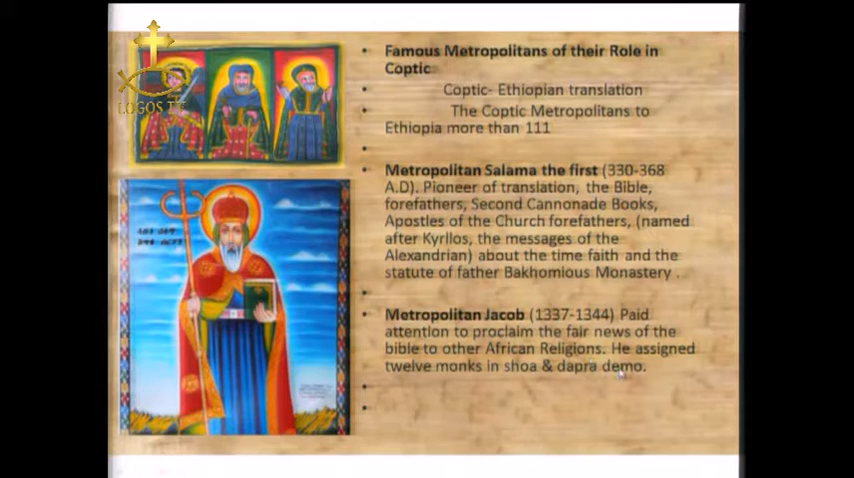 LOGOS TV
Famous Metropolitans of their Role in
Coptic
Coptic- Ethiopian translation
The Coptic Metropolitans to
Ethiopia more than 111
Metropolitan Salama the first (330-368
A.D). Pioneer of translation, the Bible,
forefathers, Second Cannonade Books,
Apostles of the Church forefathers, (named
after Kyrllos, the messages of the
Alexandrian) about the time faith and the
statute of father Bakhomious Monastery .
Metropolitan Jacob (1337-1344) Paid
attention to proclaim the fair news of the
bible to other African Religions. He assigned
twelve monks in shoa & dapra demo.